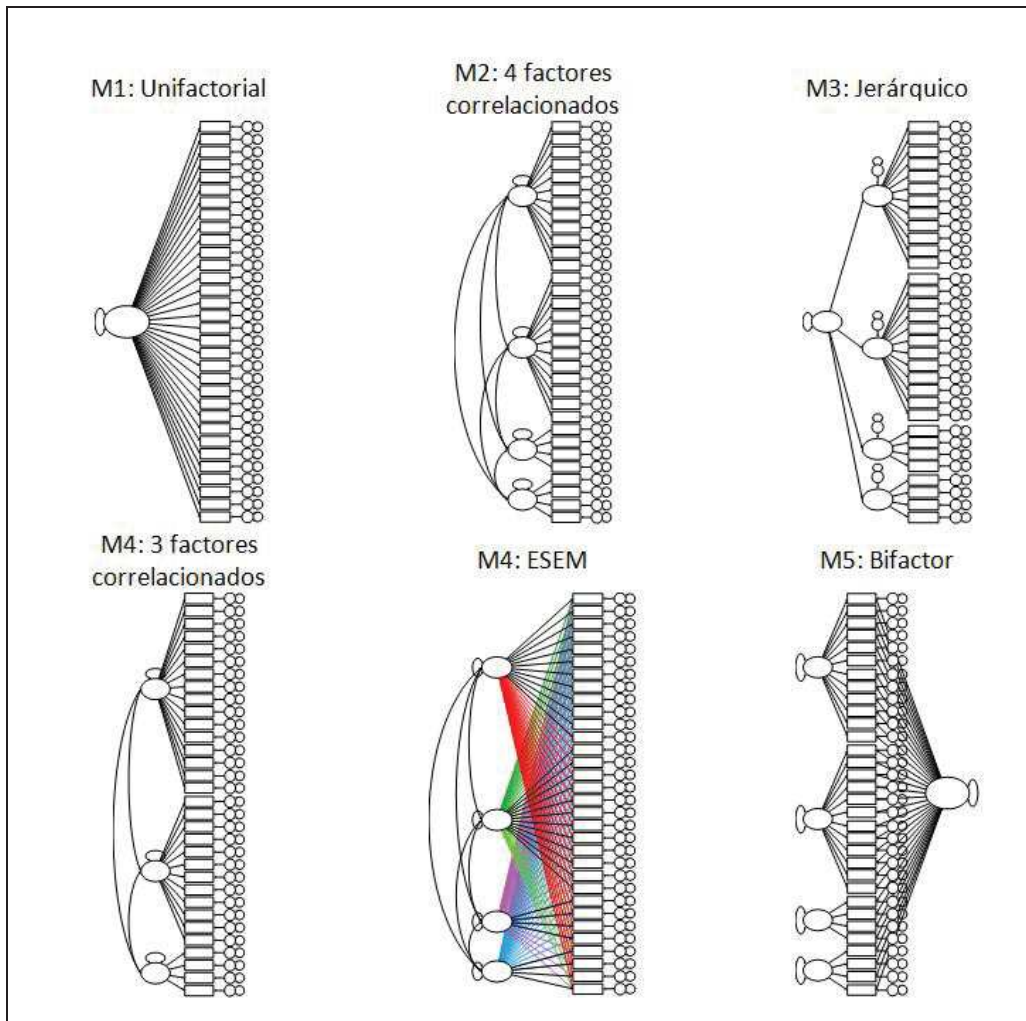 M1: Unifactorial
M2: 4 factores
correlacionados
M3: Jerárquico
M4: 3 factores
correlacionados
M4: ESEM
M5: Bifactor